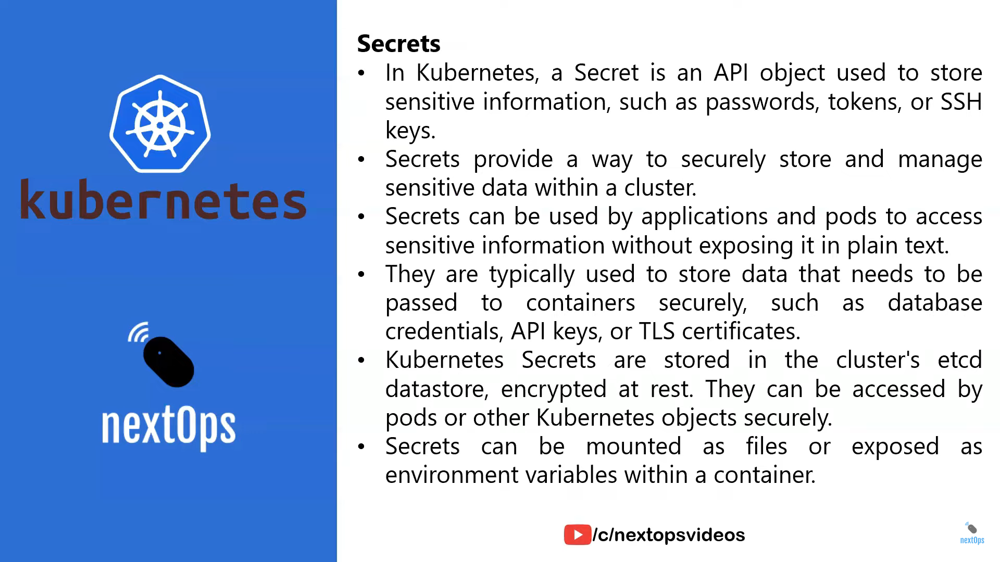 kubernetes
nextOps
Secrets
• In Kubernetes, a Secret is an API object used to store
sensitive information, such as passwords, tokens, or SSH
keys.
• Secrets provide a way to securely store and manage
sensitive data within a cluster.
• Secrets can be used by applications and pods to access
sensitive information without exposing it in plain text.
• They are typically used to store data that needs to be
passed to containers securely, such as database
credentials, API keys, or TLS certificates.
• Kubernetes Secrets are stored in the cluster's etcd
datastore, encrypted at rest. They can be accessed by
pods or other Kubernetes objects securely.
• Secrets can be mounted as files or exposed as
environment variables within a container.
/c/nextopsvideos
nextOps